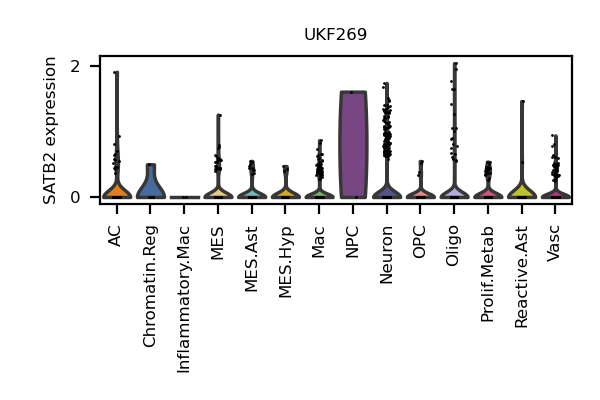 UKF269
SATB2 expression
2
0
AC
Chromatin.Reg
Inflammatory.Mac
MES
MES.Ast
MES.Hyp
Mac
NPC
Neuron
OPC
Oligo
Prolif.Metab
Reactive.Ast
Vasc